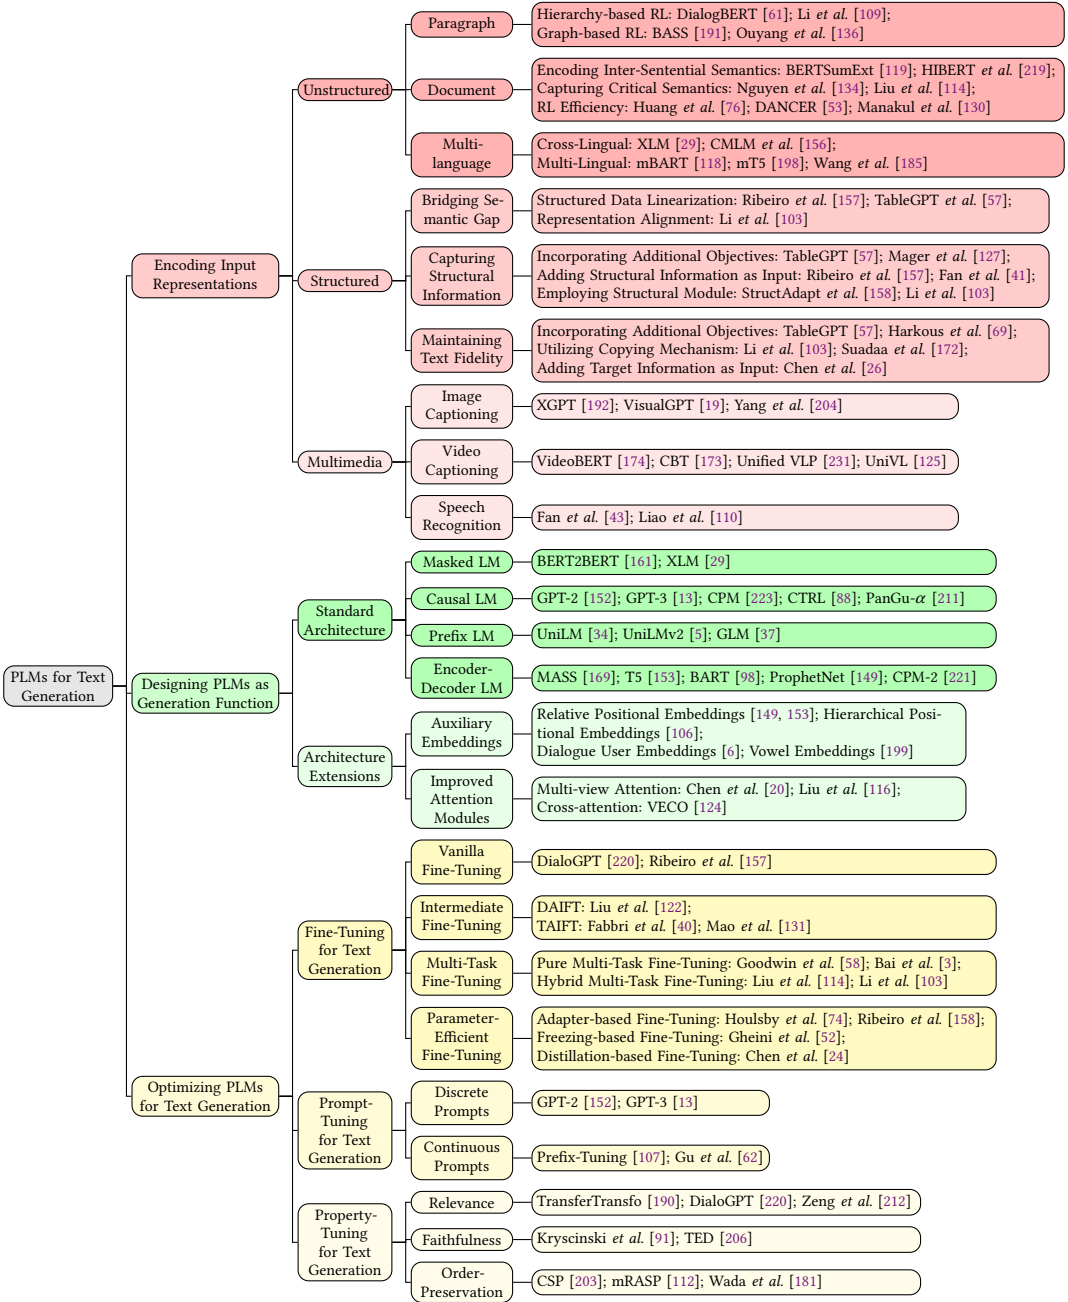 PLMs for Text
Generation
Encoding Input
Representations
Unstructured
Paragraph
Hierarchy-based RL: DialogBERT [61]; Li et al. [109];
Graph-based RL: BASS [191]; Ouyang et al. [136]
Document
Encoding Inter-Sentential Semantics: BERTSumExt [119]; HIBERT et al. [219];
Capturing Critical Semantics: Nguyen et al. [134]; Liu et al. [114];
RL Efficiency: Huang et al. [76]; DANCER [53]; Manakul et al. [130]
Multi-
language
Cross-Lingual: XLM [29]; CMLM et al. [156];
Multi-Lingual: mBART [118]; mT5 [198]; Wang et al. [185]
Structured
Bridging Se-
mantic Gap
Structured Data Linearization: Ribeiro et al. [157]; TableGPT et al. [57];
Representation Alignment: Li et al. [103]
Capturing
Structural
Information
Incorporating Additional Objectives: TableGPT [57]; Mager et al. [127];
Adding Structural Information as Input: Ribeiro et al. [157]; Fan et al. [41];
Employing Structural Module: StructAdapt et al. [158]; Li et al. [103]
Maintaining
Text Fidelity
Incorporating Additional Objectives: TableGPT [57]; Harkous et al. [69];
Utilizing Copying Mechanism: Li et al. [103]; Suadaa et al. [172];
Adding Target Information as Input: Chen et al. [26]
Multimedia
Image
Captioning
XGPT [192]; VisualGPT [19]; Yang et al. [204]
Video
Captioning
VideoBERT [174]; CBT [173]; Unified VLP [231]; UniVL [125]
Speech
Recognition
Fan et al. [43]; Liao et al. [110]
Designing PLMs as
Generation Function
Standard
Architecture
Masked LM
BERT2BERT [161]; XLM [29]
Causal LM
GPT-2 [152]; GPT-3 [13]; CPM [223]; CTRL [88]; PanGu-α [211]
Prefix LM
UniLM [34]; UniLMv2 [5]; GLM [37]
Encoder-
Decoder LM
MASS [169]; T5 [153]; BART [98]; ProphetNet [149]; CPM-2 [221]
Architecture
Extensions
Auxiliary
Embeddings
Relative Positional Embeddings [149, 153]; Hierarchical Posi-
tional Embeddings [106];
Dialogue User Embeddings [6]; Vowel Embeddings [199]
Improved
Attention
Modules
Multi-view Attention: Chen et al. [20]; Liu et al. [116];
Cross-attention: VECO [124]
Optimizing PLMs
for Text Generation
Fine-Tuning
for Text
Generation
Vanilla
Fine-Tuning
DialoGPT [220]; Ribeiro et al. [157]
Intermediate
Fine-Tuning
DAIFT: Liu et al. [122];
TAIFT: Fabbri et al. [40]; Mao et al. [131]
Multi-Task
Fine-Tuning
Pure Multi-Task Fine-Tuning: Goodwin et al. [58]; Bai et al. [3];
Hybrid Multi-Task Fine-Tuning: Liu et al. [114]; Li et al. [103]
Parameter-
Efficient
Fine-Tuning
Adapter-based Fine-Tuning: Houlsby et al. [74]; Ribeiro et al. [158];
Freezing-based Fine-Tuning: Gheini et al. [52];
Distillation-based Fine-Tuning: Chen et al. [24]
Prompt-
Tuning
for Text
Generation
Discrete
Prompts
GPT-2 [152]; GPT-3 [13]
Continuous
Prompts
Prefix-Tuning [107]; Gu et al. [62]
Property-
Tuning
for Text
Generation
Relevance
TransferTransfo [190]; DialoGPT [220]; Zeng et al. [212]
Faithfulness
Kryscinski et al. [91]; TED [206]
Order-
Preservation
CSP [203]; mRASP [112]; Wada et al. [181]